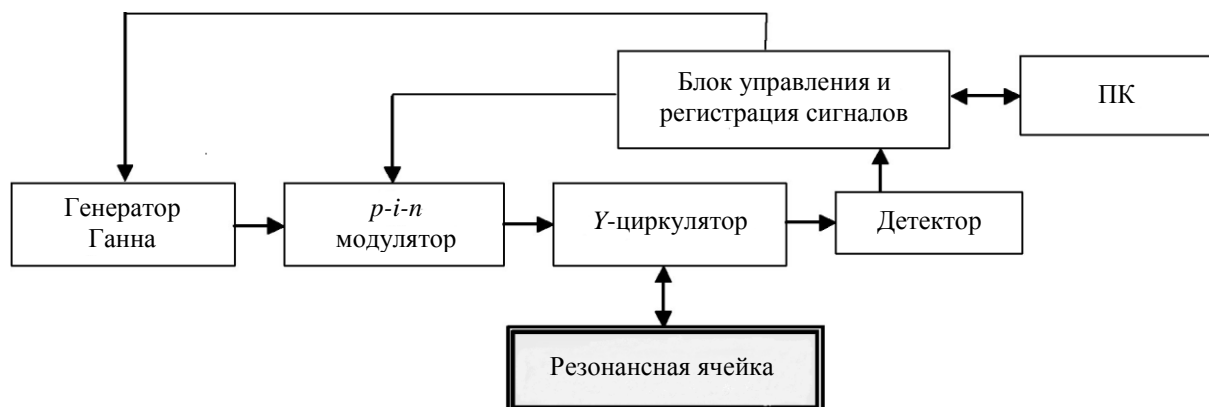 Блок управления и
регистрация сигналов
ПК
Генератор
Ганна
p-i-n
модулятор
Y-циркулятор
Детектор
Резонансная ячейка